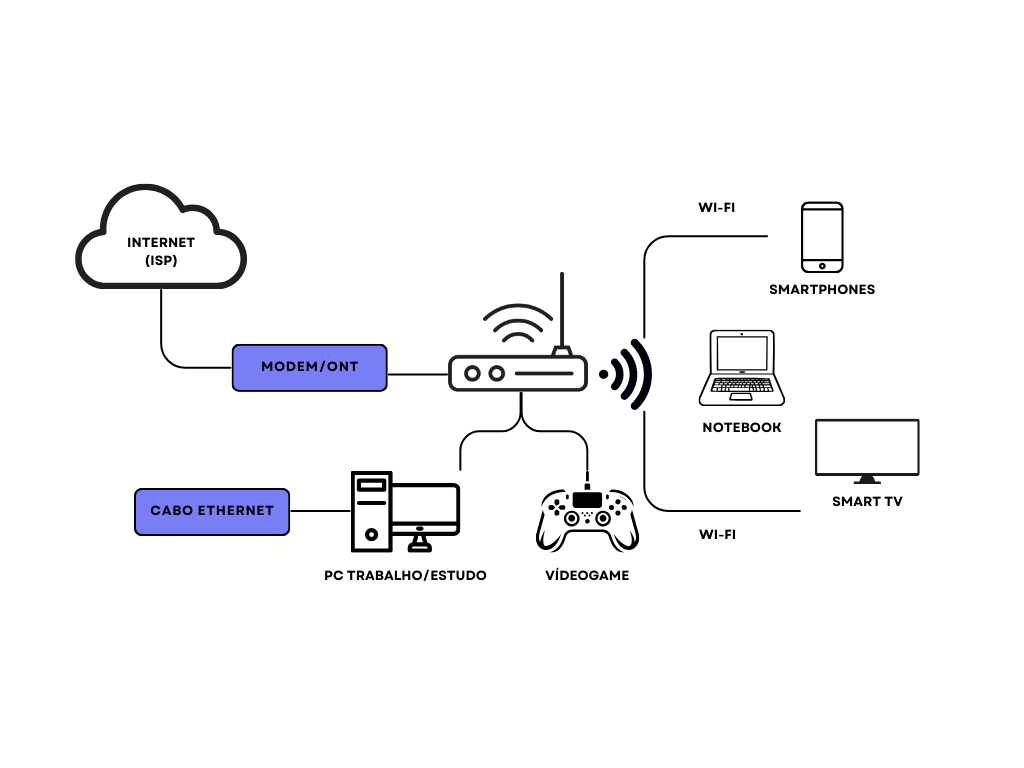 INTERNET
(ISP)
WI-FI
SMARTPHONES
MODEM/ONT
NOTEBOOK
SMART TV
CABO ETHERNET
WI-FI
PC TRABALHO/ESTUDO
VÍDEOGAME